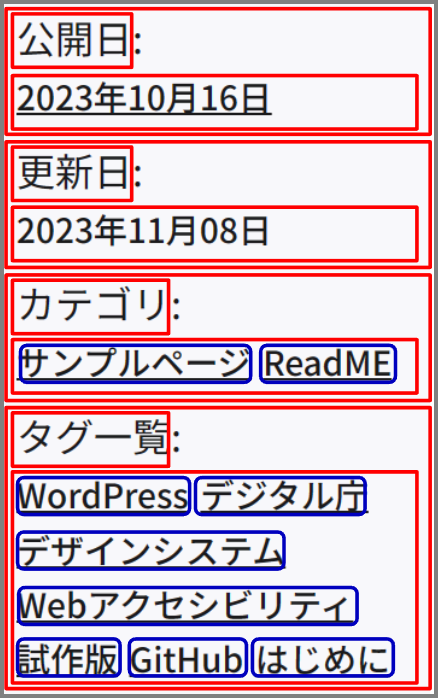 公開日:
2023年10月16日
更新日:
2023年11月08日
カテゴリ:
サンプルページ ReadME
タグ一覧:
WordPress デジタル庁
デザインシステム
Webアクセシビリティ
試作版 GitHub はじめに